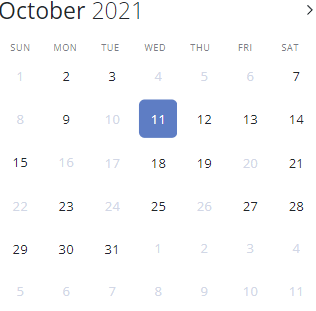 October 2021
SUN MON TUE WED THU FRI SAT
1 2 3 4 5 6 7
8 9 10 11 12 13 14
15 16 17 18 19 20 21
22 23 24 25 26 27 28
29 30 31 1 2 3 4
5 6 7 8 9 10 11